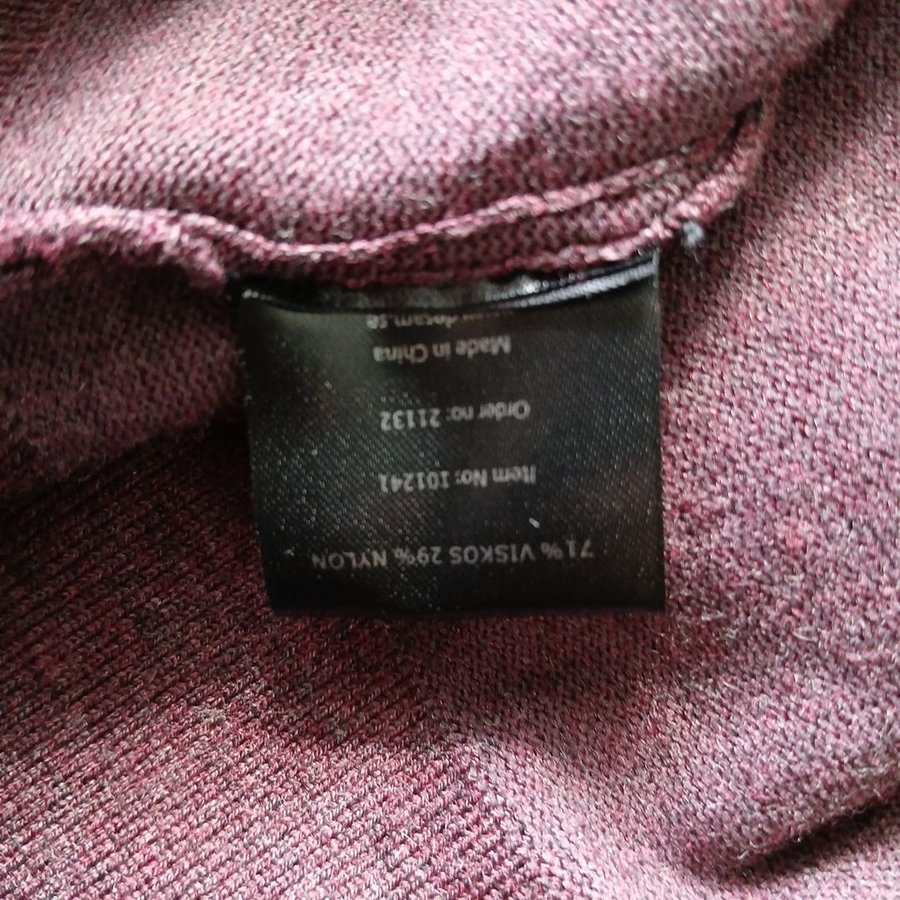 71% VISKOS 29% NYLON
Item No: 101241
Order no: 21132
Made in China